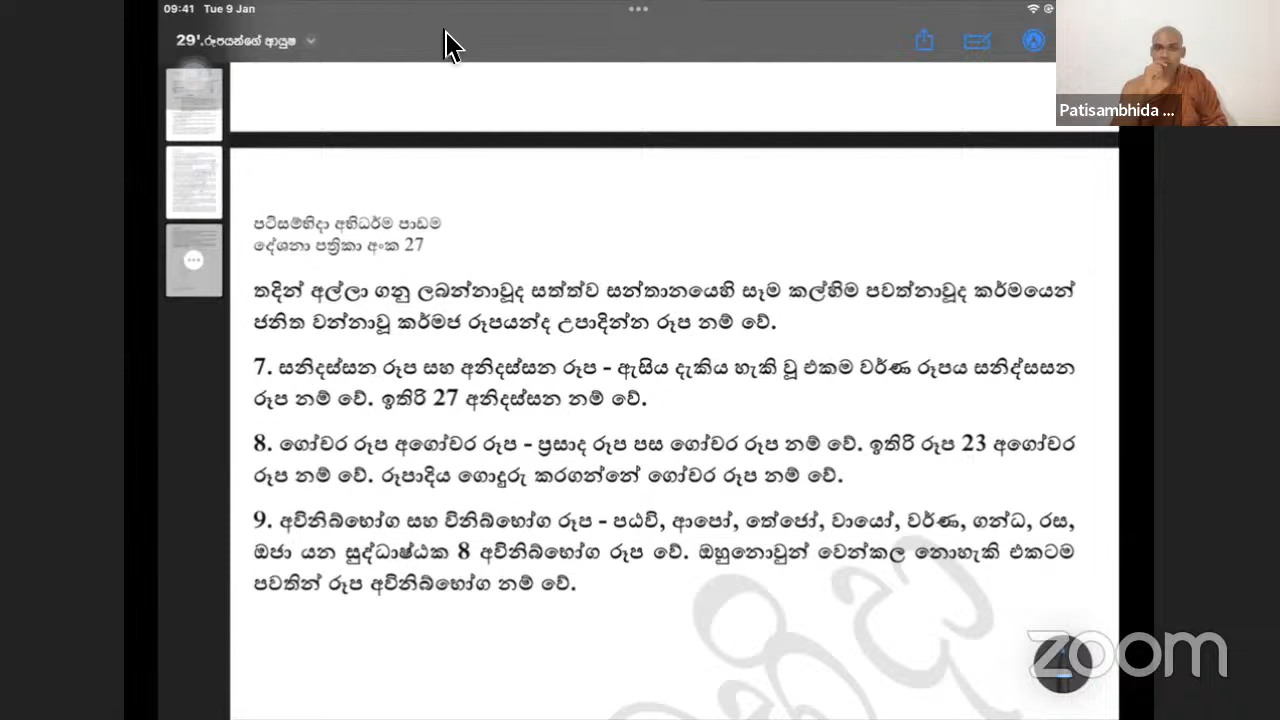 09:41 Tue 9 Jan
29'.රූපයන්ගේ ආයුෂ
Patisambhida ...
පටිසම්භිදා අභිධර්ම පාඩම
දේශනා පත්‍රිකා අංක 27
තදින් අල්ලා ගනු ලබන්නාවූද සත්ත්ව සන්තානයෙහි සෑම කල්හිම පවත්නාවූද කර්මයෙන්
ජනිත වන්නාවූ කර්මජ රූපයන්ද උපාදින්න රූප නම් වේ.
7. සනිදස්සන රූප සහ අනිදස්සන රූප - ඇසිය දැකිය හැකි වූ එකම වර්ණ රූපය සනිද්සසන
රූප නම් වේ. ඉතිරි 27 අනිදස්සන නම් වේ.
8. ගෝචර රූප අගෝචර රූප - ප්‍රසාද රූප පස ගෝචර රූප නම් වේ. ඉතිරි රූප 23 අගෝචර
රූප නම් වේ. රූපාදිය ගොදුරු කරගන්නේ ගෝචර රූප නම් වේ.
9. අවිනිබ්භෝග සහ විනිබ්භෝග රූප - පඨවි, ආපෝ, තේජෝ, වායෝ, වර්ණ, ගන්ධ, රස,
ඔජා යන සුද්ධාෂ්ඨක 8 අවිනිබ්භෝග රූප වේ. ඔහුනොවුන් වෙන්කල නොහැකි එකටම
පවතින් රූප අවිනිබ්භෝග නම් වේ.
zoom